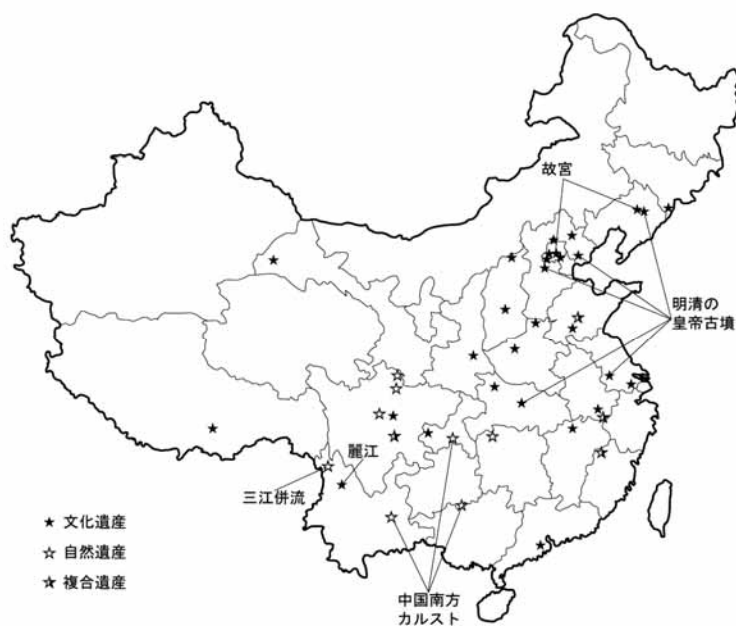 故宮
明清の
皇帝古墳
麗江
三江併流
★ 文化遺産
☆ 自然遺産
★ 複合遺産
中国南方
カルスト